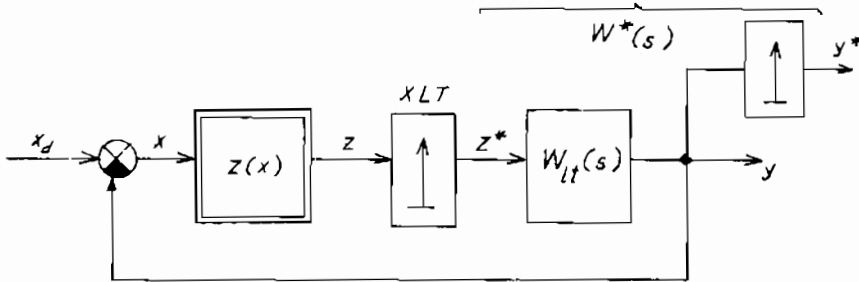 W*(s)
y*
XLT
x_d
x
z(x)
z
z*
W_lt(s)
y